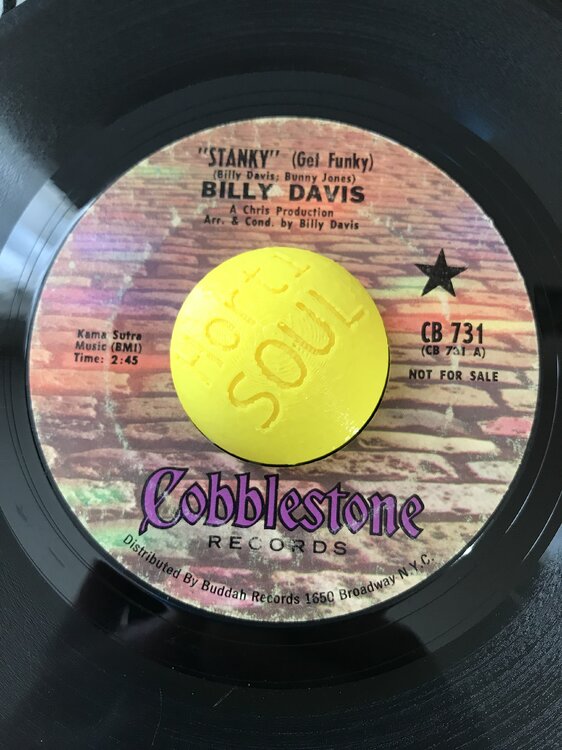 "STANKY" (Get Funky)
(Billy Davis; Bunny Jones)
BILLY DAVIS
A Chris Production
Arr. & Cond. by Billy Davis
Horti
SOUL
Kama Sutra
Music (BMI)
Time: 2:45
CB 731
(CB 731 A)
NOT FOR SALE
Cobblestone
RECORDS
Distributed By Buddah Records 1650 Broadway N.Y.C.